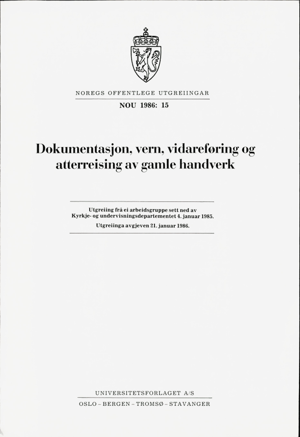 NOREGS OFFENTLEGE UTGREIINGAR
NOU 1986: 15
Dokumentasjon, vern, vidareføring og
atterreising av gamle handverk
Utgreiing frå ei arbeidsgruppe sett ned av
Kyrkje- og undervisningsdepartementet 4. januar 1985.
Utgreiinga avgjeven 21. januar 1986.
UNIVERSITETSFORLAGET A/S
OSLO – BERGEN – TROMSØ – STAVANGER